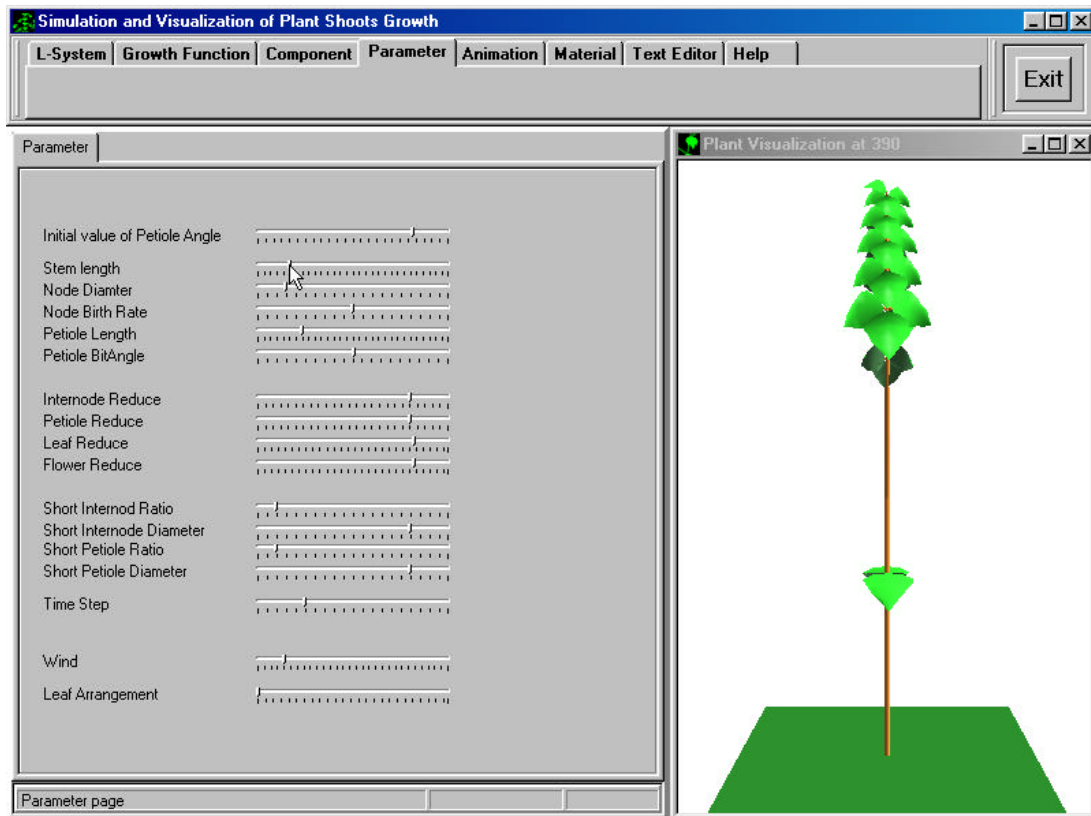 Simulation and Visualization of Plant Shoots Growth
L-System Growth Function Component Parameter Animation Material Text Editor Help
Exit
Parameter
Plant Visualization at 390
Initial value of Petiole Angle
Stem length
Node Diamter
Node Birth Rate
Petiole Length
Petiole BitAngle
Internode Reduce
Petiole Reduce
Leaf Reduce
Flower Reduce
Short Internod Ratio
Short Internode Diameter
Short Petiole Ratio
Short Petiole Diameter
Time Step
Wind
Leaf Arrangement
Parameter page